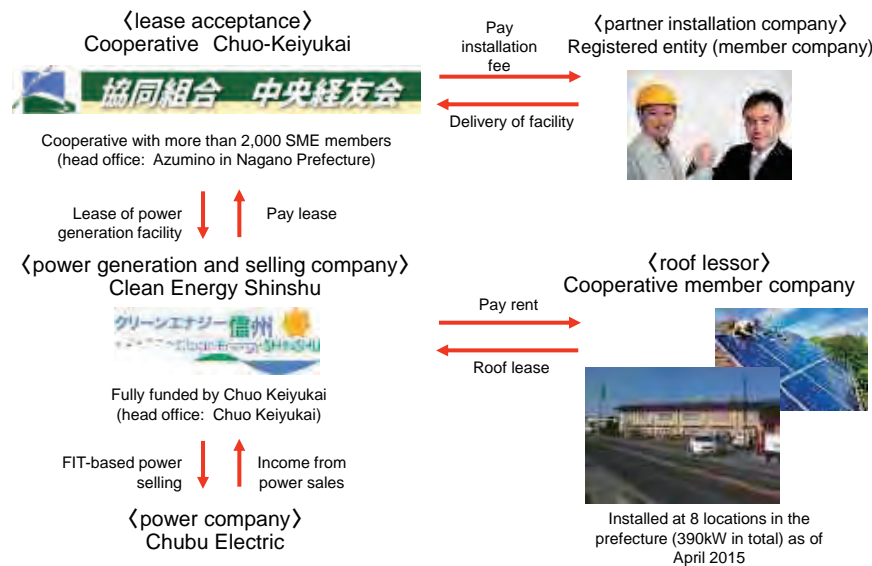 〈lease acceptance〉
Cooperative Chuo-Keiyukai
協同組合 中央経友会
Cooperative with more than 2,000 SME members
(head office: Azumino in Nagano Prefecture)
Pay
installation
fee
Delivery of facility
〈partner installation company〉
Registered entity (member company)
Lease of power
generation facility
Pay lease
〈power generation and selling company〉
Clean Energy Shinshu
クリーンエナジー信州
Clean Energy SHINSHU
Fully funded by Chuo Keiyukai
(head office: Chuo Keiyukai)
Pay rent
Roof lease
〈roof lessor〉
Cooperative member company
Installed at 8 locations in the
prefecture (390kW in total) as of
April 2015
FIT-based power
selling
Income from
power sales
〈power company〉
Chubu Electric